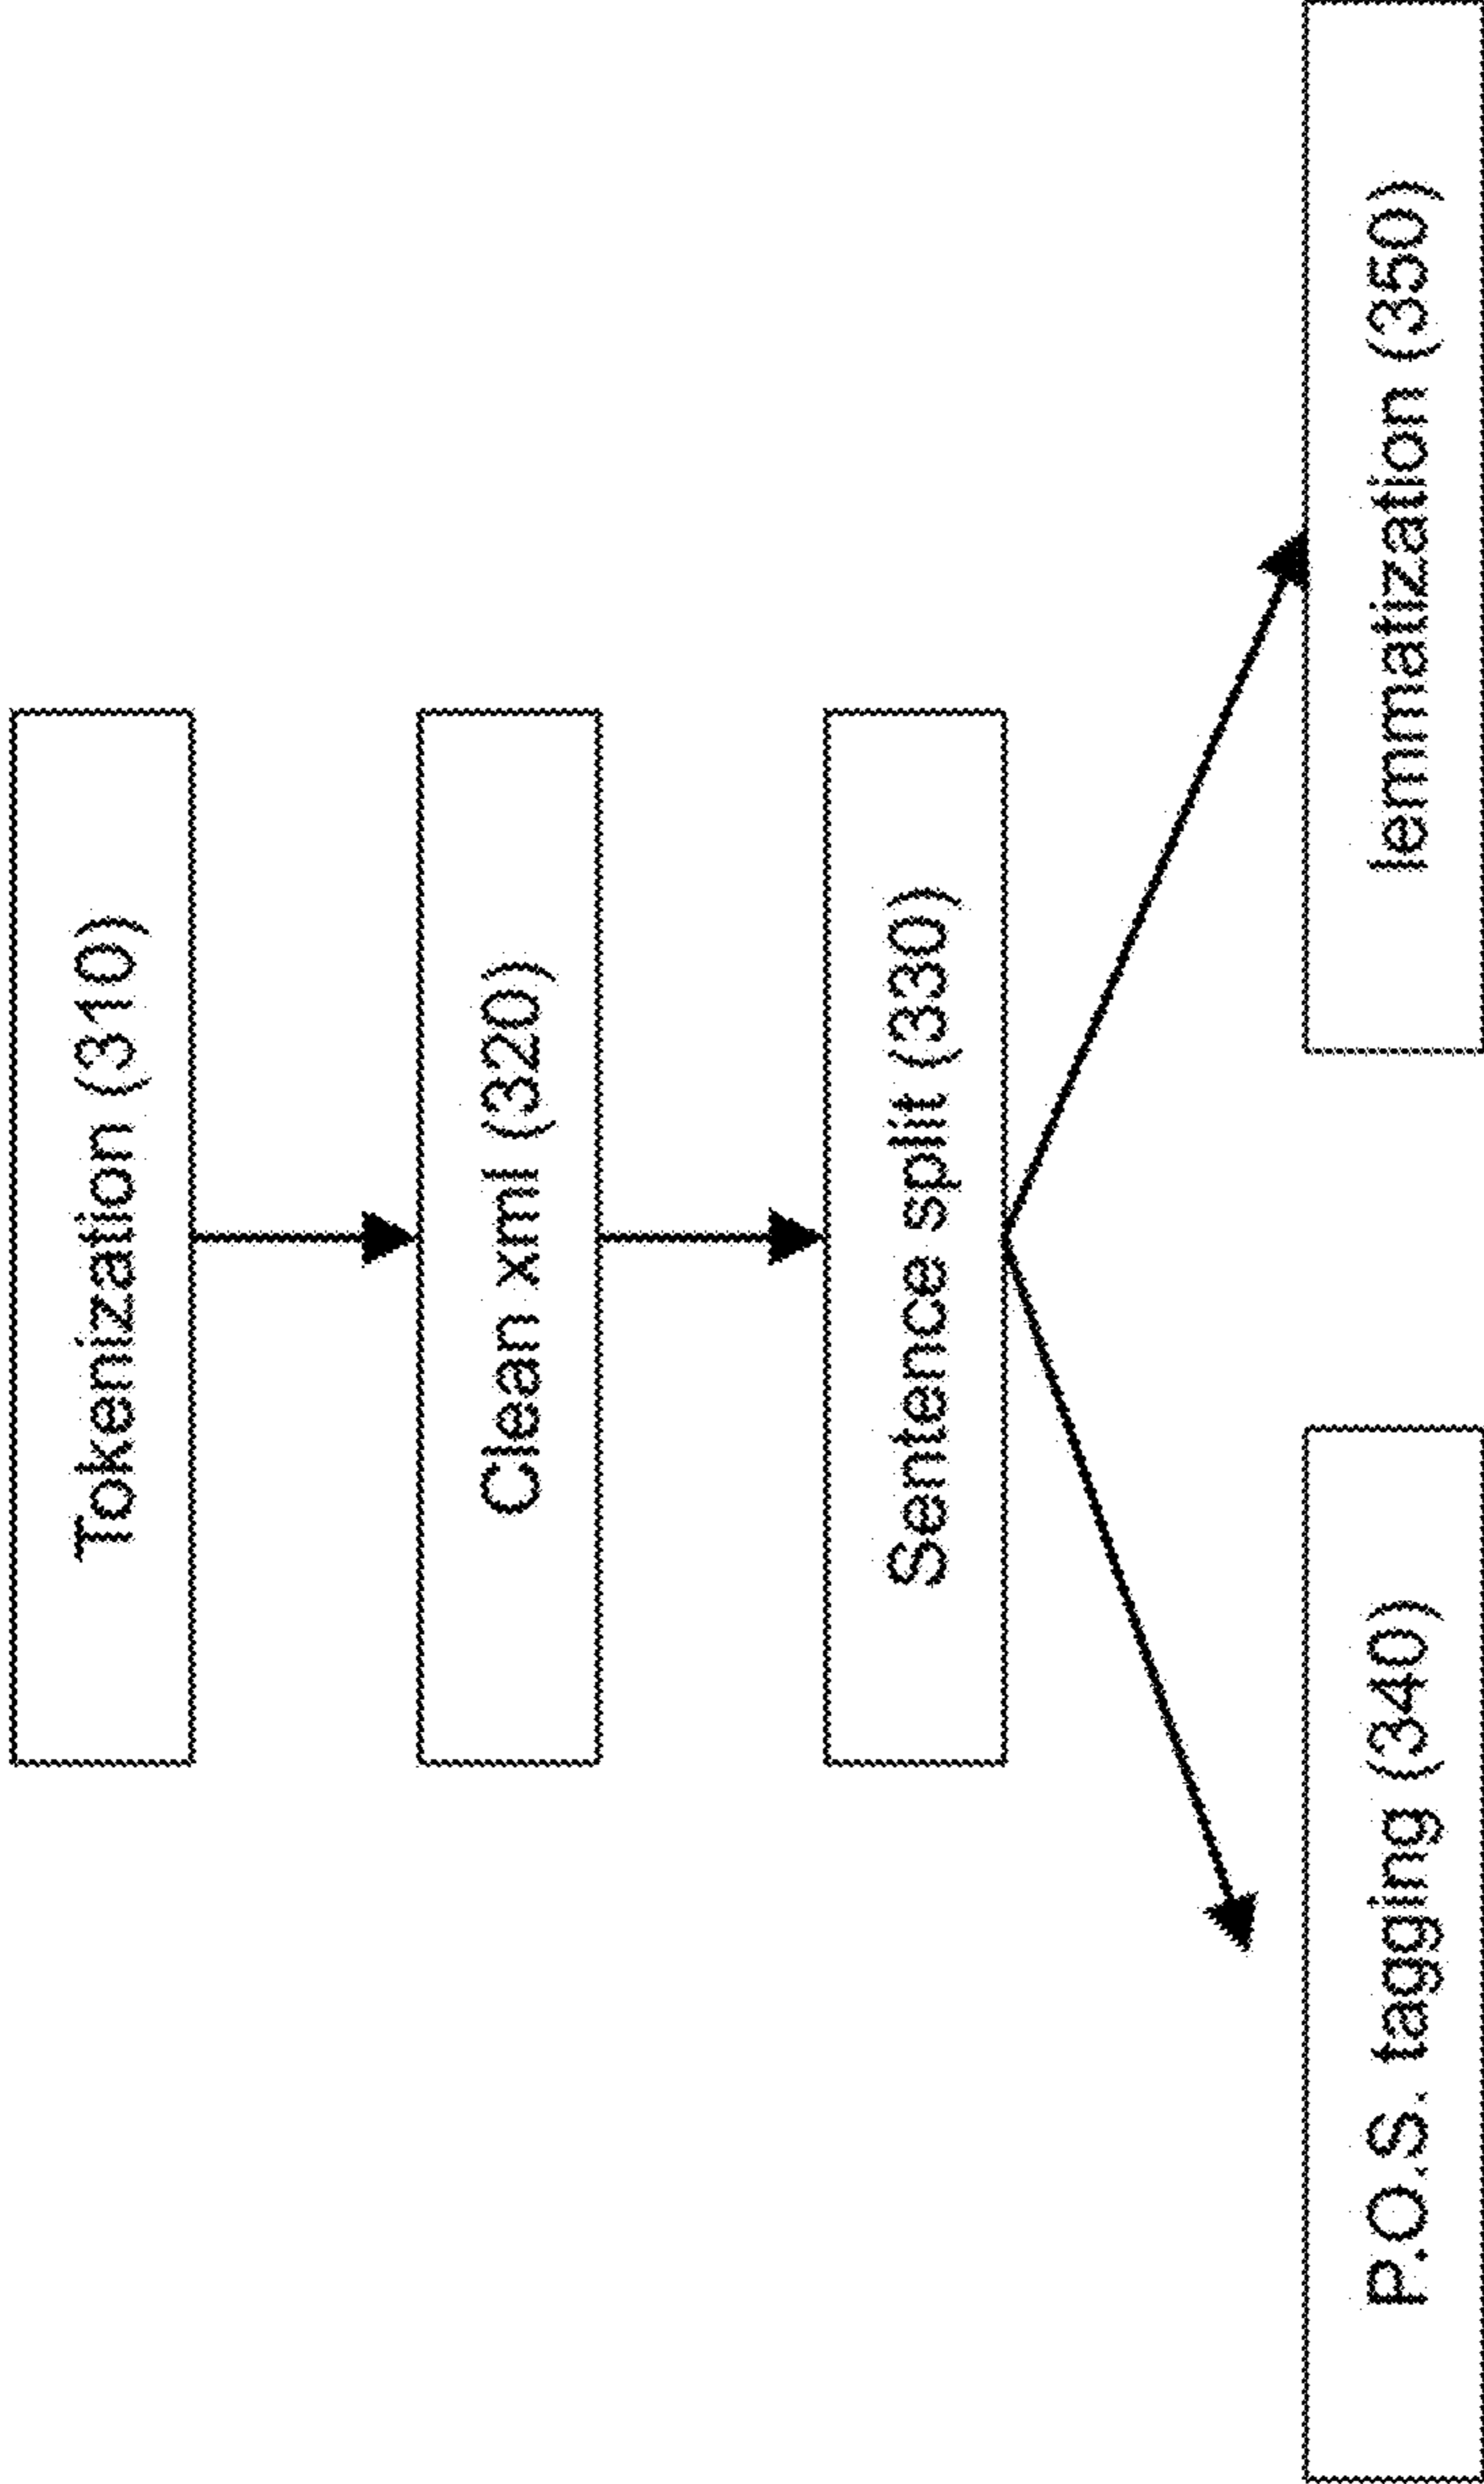 Tokenization (310)
Clean xml (320)
Sentence split (330)
P.O.S. tagging (340)
lemmatization (350)